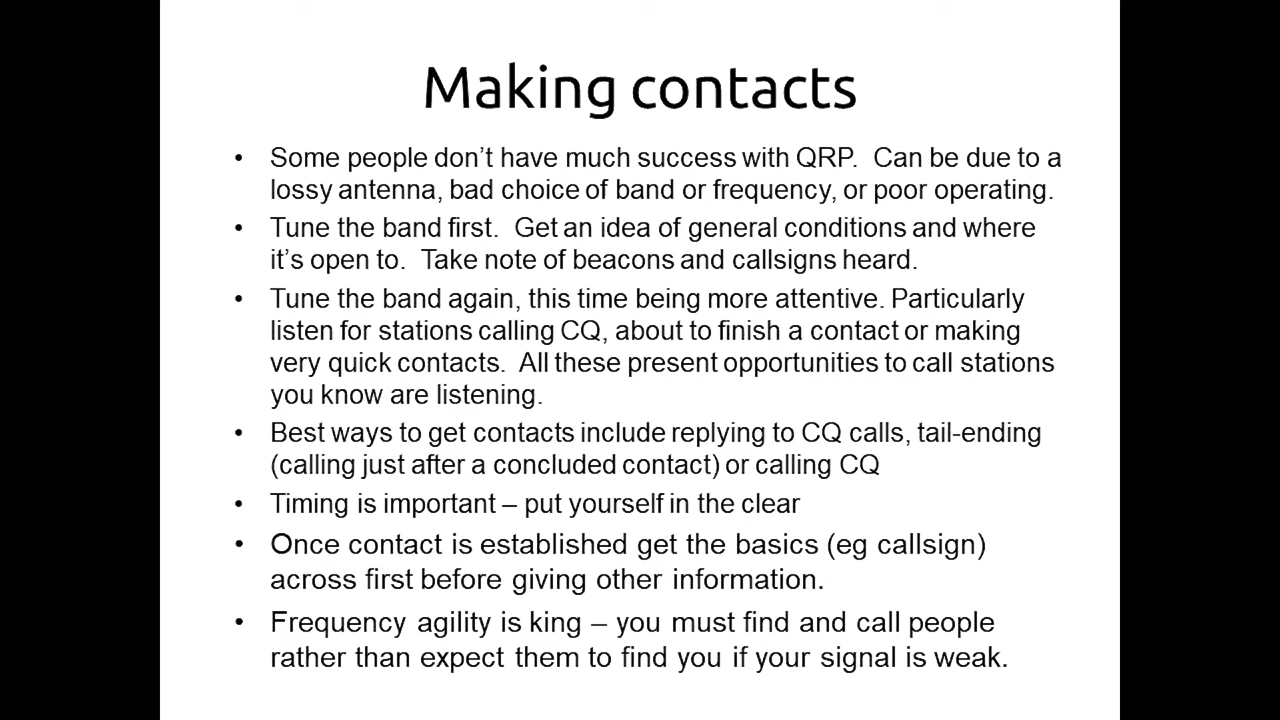 Making contacts
• Some people don't have much success with QRP.  Can be due to a
lossy antenna, bad choice of band or frequency, or poor operating.
• Tune the band first.  Get an idea of general conditions and where
it's open to.  Take note of beacons and callsigns heard.
• Tune the band again, this time being more attentive. Particularly
listen for stations calling CQ, about to finish a contact or making
very quick contacts.  All these present opportunities to call stations
you know are listening.
• Best ways to get contacts include replying to CQ calls, tail-ending
(calling just after a concluded contact) or calling CQ
• Timing is important – put yourself in the clear
• Once contact is established get the basics (eg callsign)
across first before giving other information.
• Frequency agility is king – you must find and call people
rather than expect them to find you if your signal is weak.